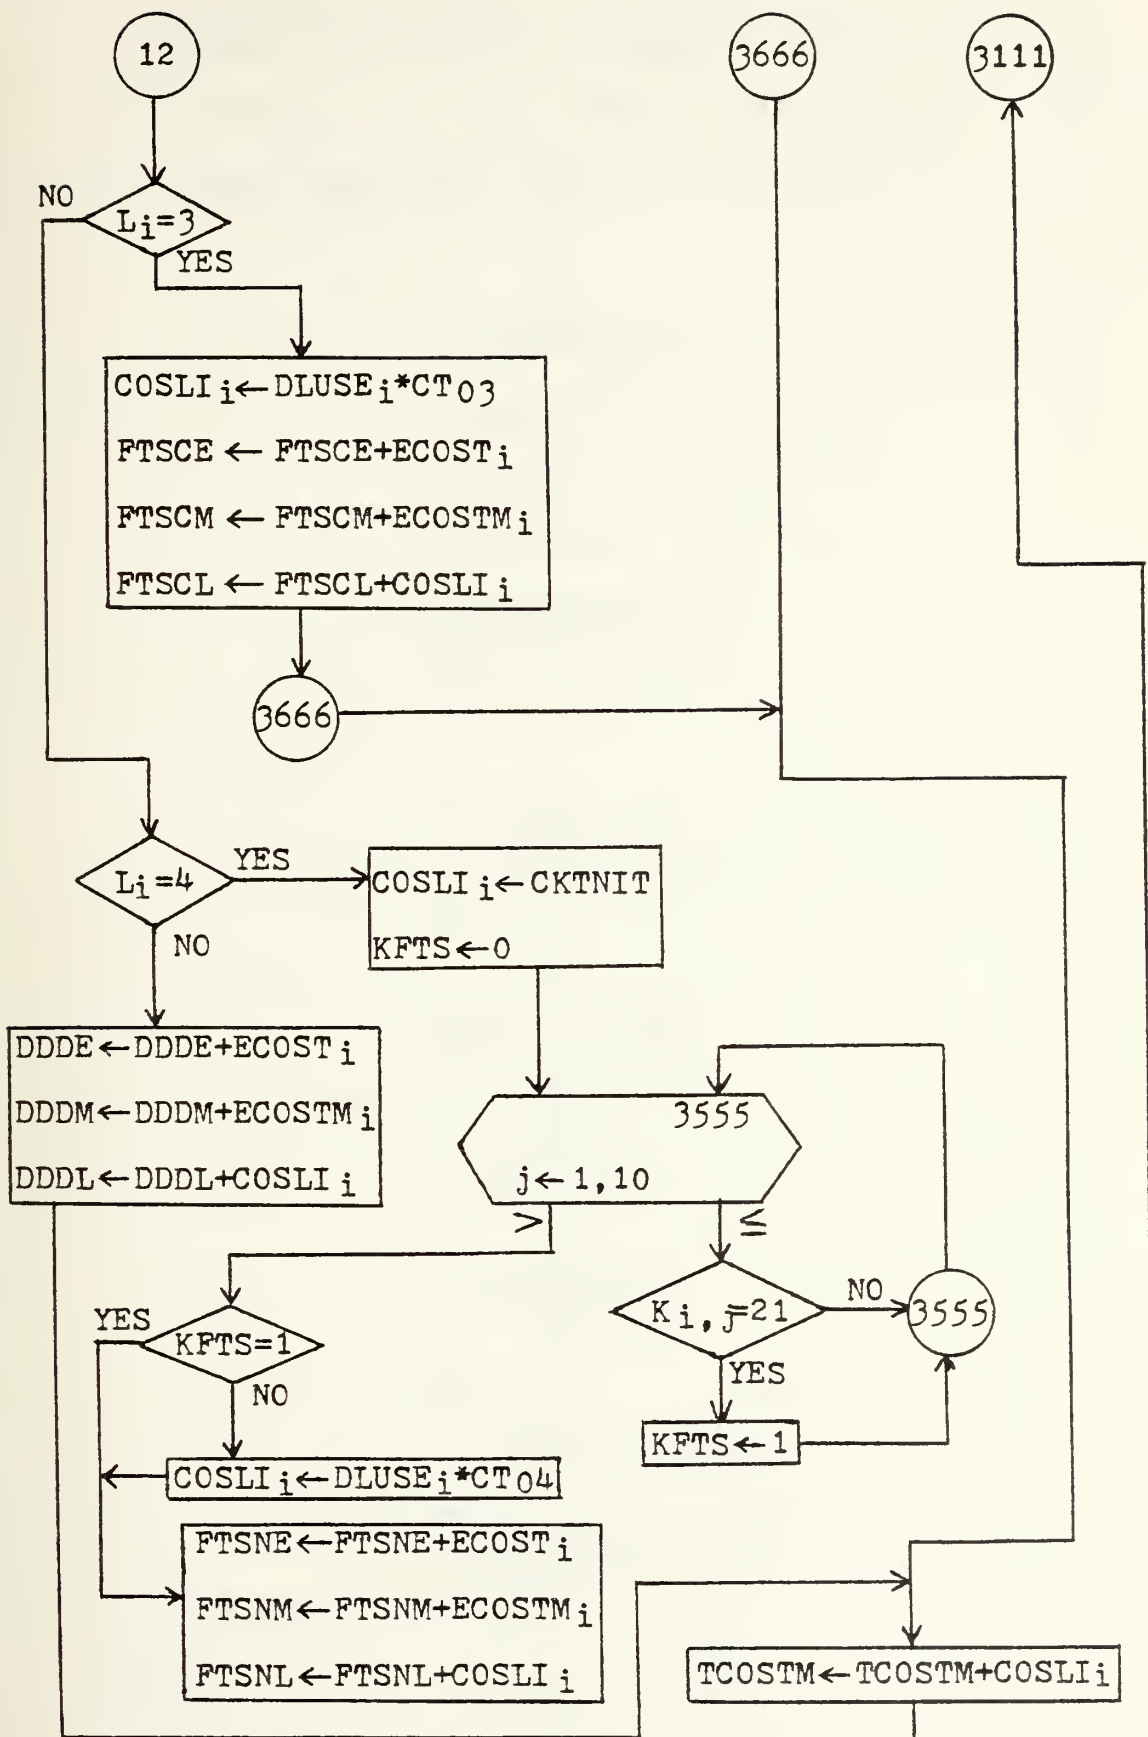 12
3666
3111
NO
Li=3
YES
COSLIi←DLUSEi*CT03
FTSCE ← FTSCE+ECOSTi
FTSCM ← FTSCM+ECOSTMi
FTSCL ← FTSCL+COSLIi
3666
Li=4
YES
COSLIi←CKTNIT
KFTS←0
NO
DDDE←DDDE+ECOSTi
DDDM←DDDM+ECOSTMi
DDDL←DDDL+COSLIi
3555
j←1,10
>
≤
Ki,j=21
NO
3555
YES
KFTS←1
YES
KFTS=1
NO
COSLIi←DLUSEi*CT04
FTSNE←FTSNE+ECOSTi
FTSNM←FTSNM+ECOSTMi
FTSNL←FTSNL+COSLIi
TCOSTM←TCOSTM+COSLIi